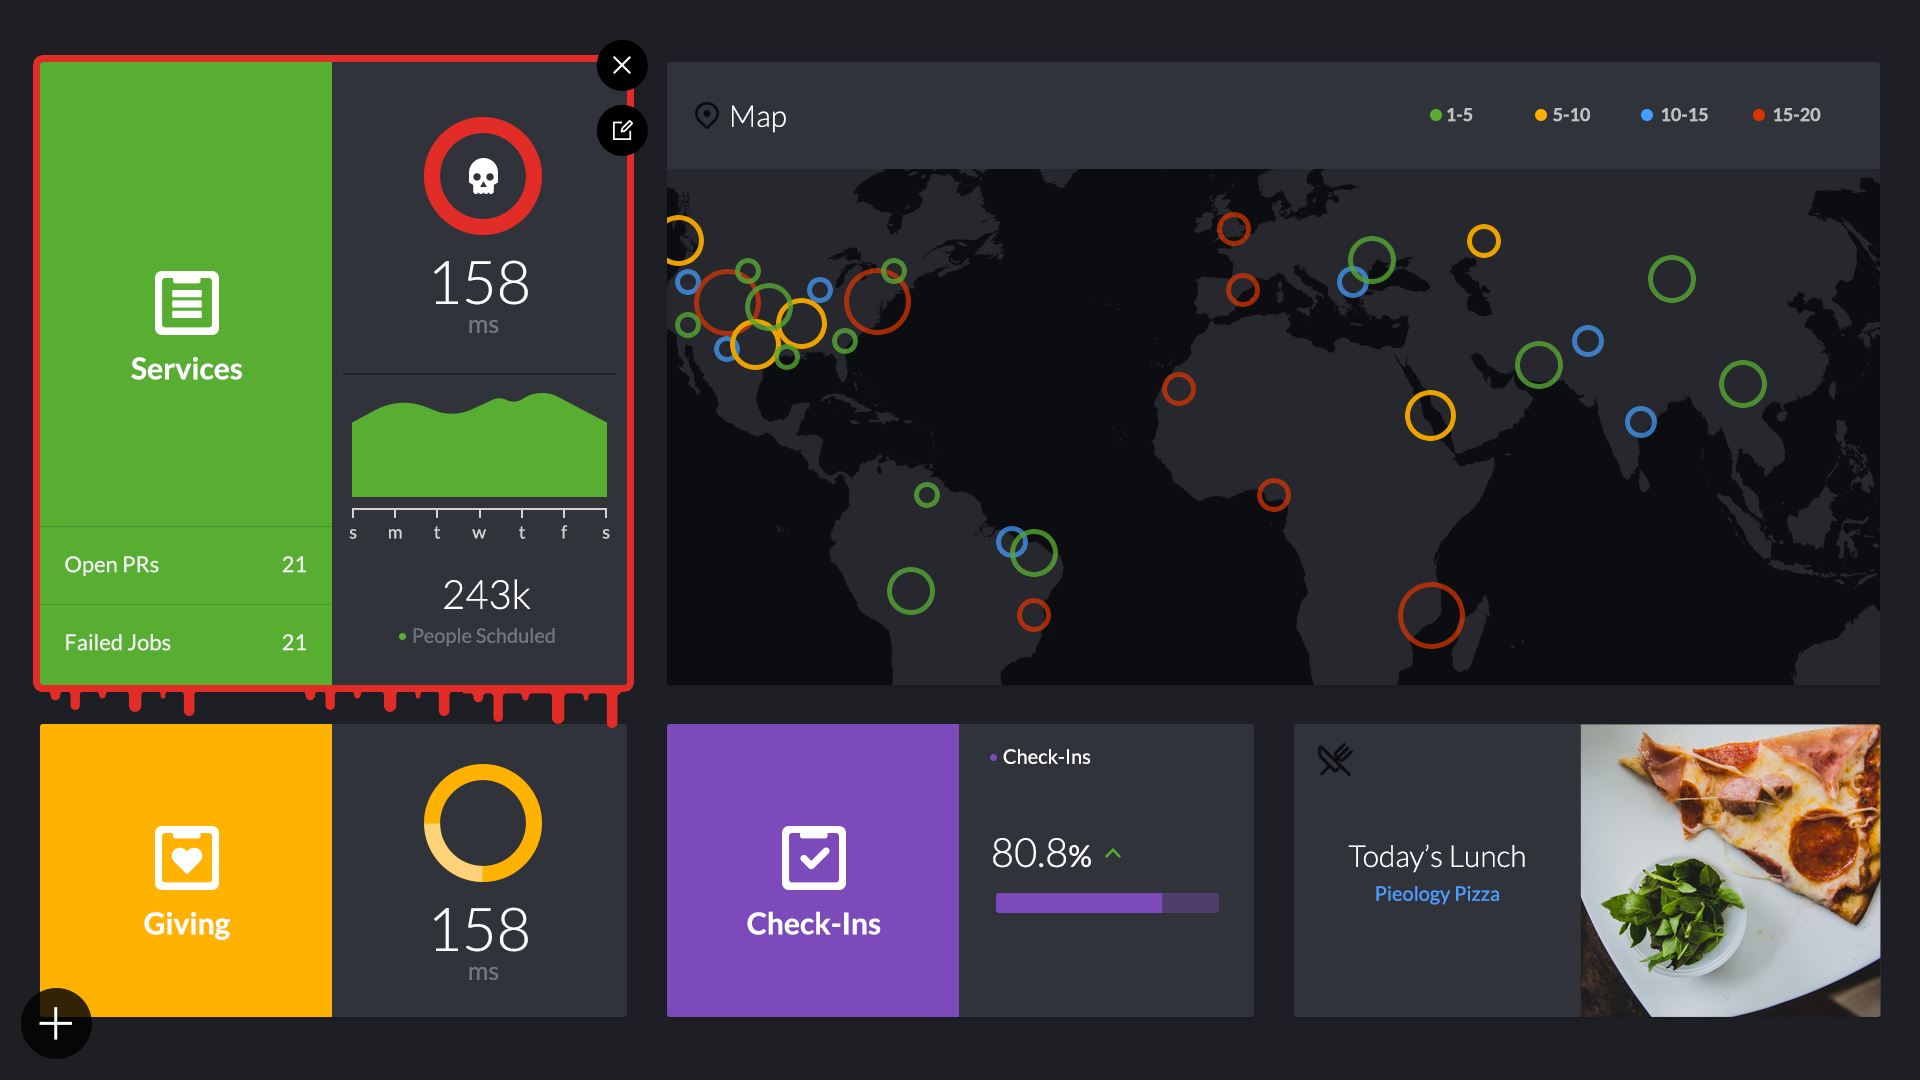 Services
Open PRs 21
Failed Jobs 21
158
ms
s m t w t f s
243k
People Schduled
Map
1-5 5-10 10-15 15-20
Giving
158
ms
Check-Ins
Check-Ins
80.8%
Today's Lunch
Pieology Pizza